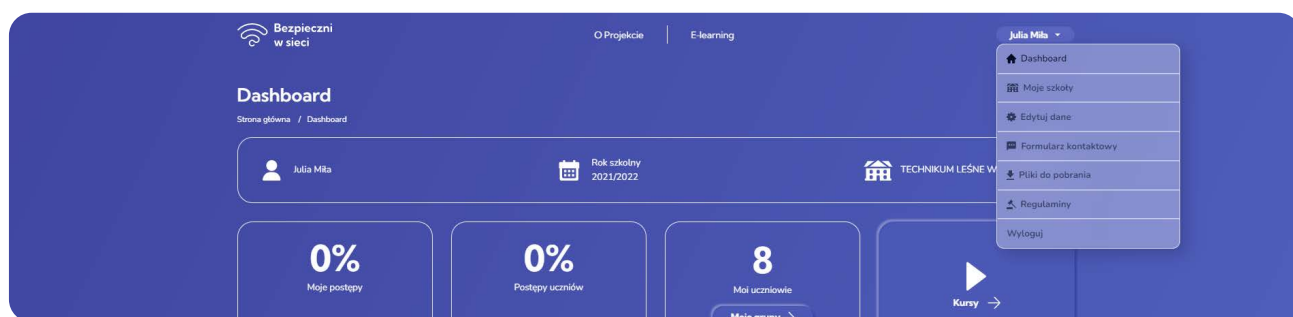 Bezpieczni
w sieci
O Projekcie
E-learning
Julia Miła
Dashboard
Moje szkoły
Edytuj dane
Formularz kontaktowy
Pliki do pobrania
Regulaminy
Wyloguj
Dashboard
Strona główna / Dashboard
Julia Miła
Rok szkolny
2021/2022
TECHNIKUM LEŚNE W
0%
Moje postępy
0%
Postępy uczniów
8
Moi uczniowie
Moje grupy
Kursy